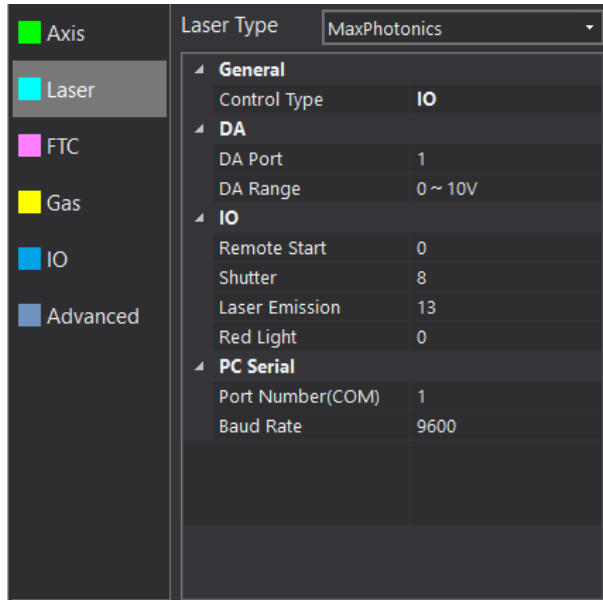 Axis
Laser
FTC
Gas
IO
Advanced
Laser Type MaxPhotonics
General
Control Type IO
DA
DA Port 1
DA Range 0 ~ 10V
IO
Remote Start 0
Shutter 8
Laser Emission 13
Red Light 0
PC Serial
Port Number(COM) 1
Baud Rate 9600